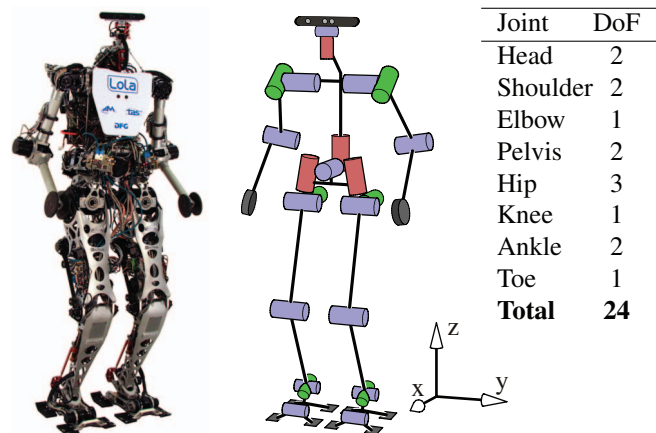 Lola
DFG
Joint DoF
Head 2
Shoulder 2
Elbow 1
Pelvis 2
Hip 3
Knee 1
Ankle 2
Toe 1
Total 24
z
x
y